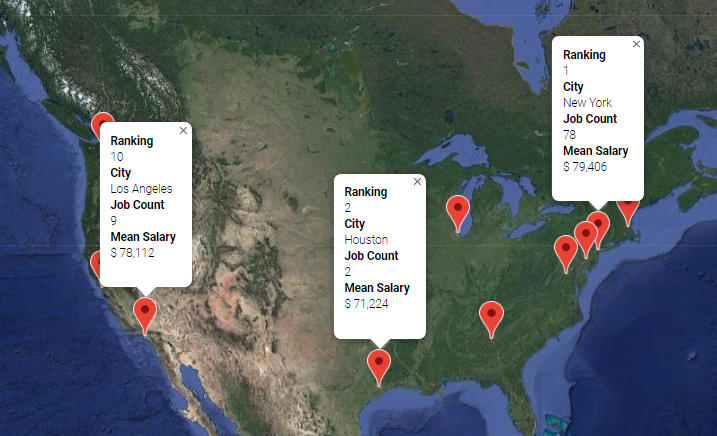 Ranking
10
City
Los Angeles
Job Count
9
Mean Salary
$ 78,112
Ranking
2
City
Houston
Job Count
2
Mean Salary
$ 71,224
Ranking
1
City
New York
Job Count
78
Mean Salary
$ 79,406